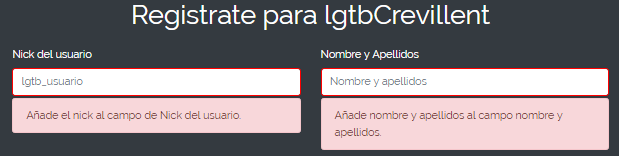 Registrate para lgtbCrevillent
Nick del usuario
lgtb_usuario
Añade el nick al campo de Nick del usuario.
Nombre y Apellidos
Nombre y apellidos
Añade nombre y apellidos al campo nombre y
apellidos.